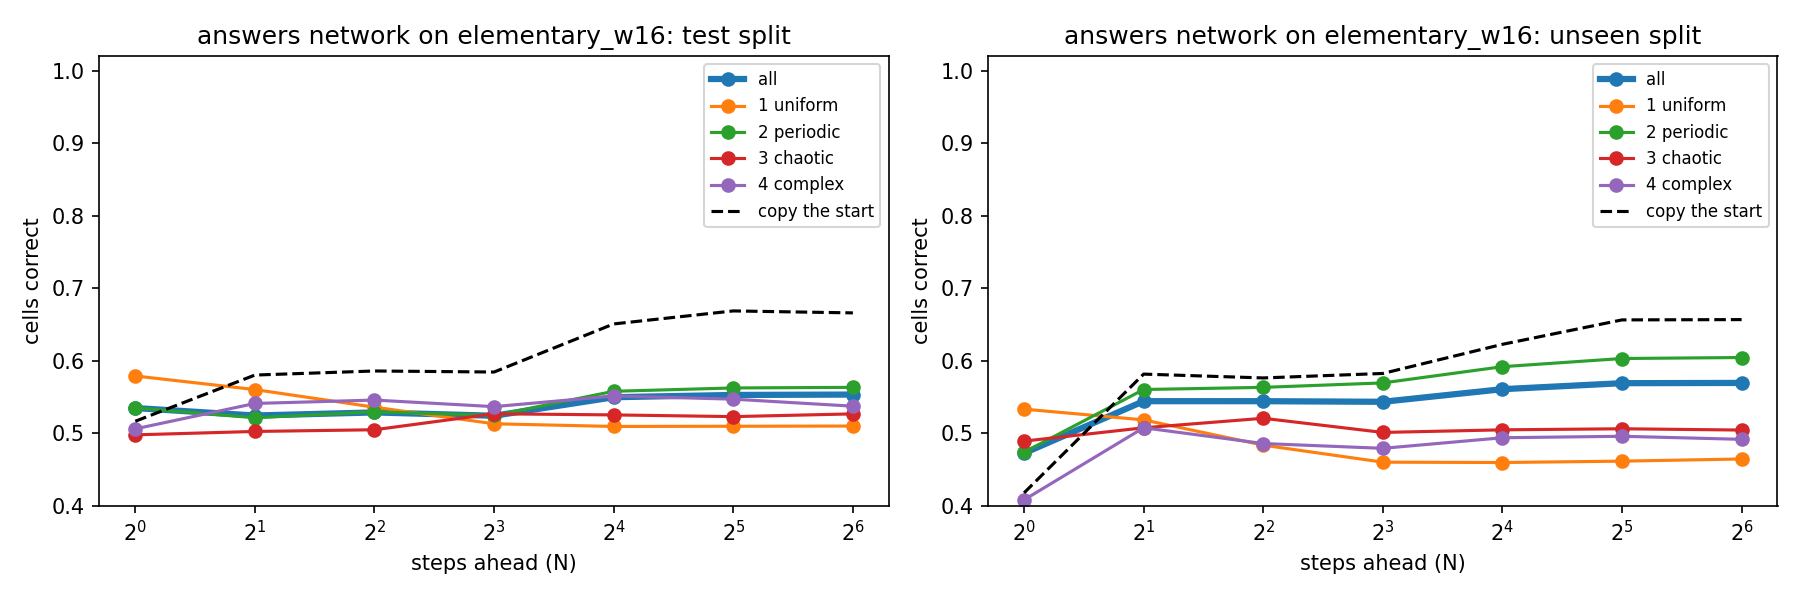 answers network on elementary_w16: test split
cells correct
1.0
0.9
0.8
0.7
0.6
0.5
0.4
all
1 uniform
2 periodic
3 chaotic
4 complex
copy the start
2^0 2^1 2^2 2^3 2^4 2^5 2^6
steps ahead (N)
answers network on elementary_w16: unseen split
cells correct
1.0
0.9
0.8
0.7
0.6
0.5
0.4
all
1 uniform
2 periodic
3 chaotic
4 complex
copy the start
2^0 2^1 2^2 2^3 2^4 2^5 2^6
steps ahead (N)